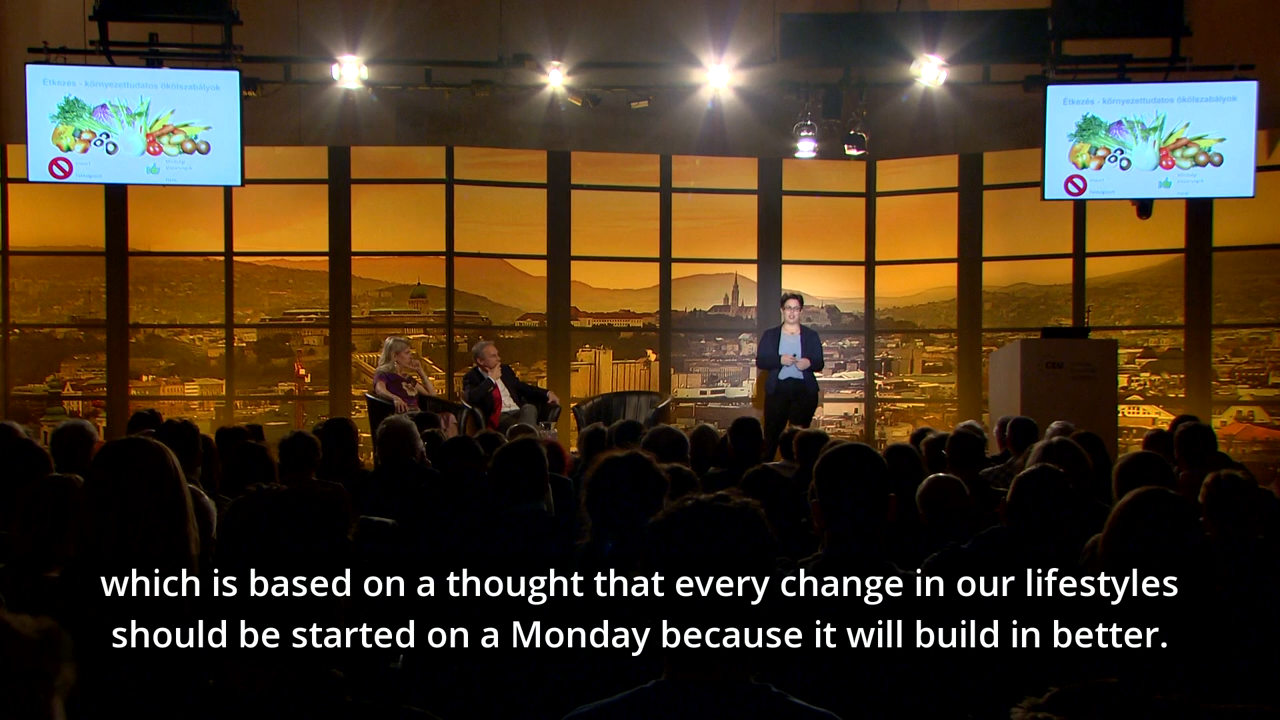 Étkezés - környezettudatos ökölszabályok
Étkezés - környezettudatos ökölszabályok
CEU
which is based on a thought that every change in our lifestyles
should be started on a Monday because it will build in better.